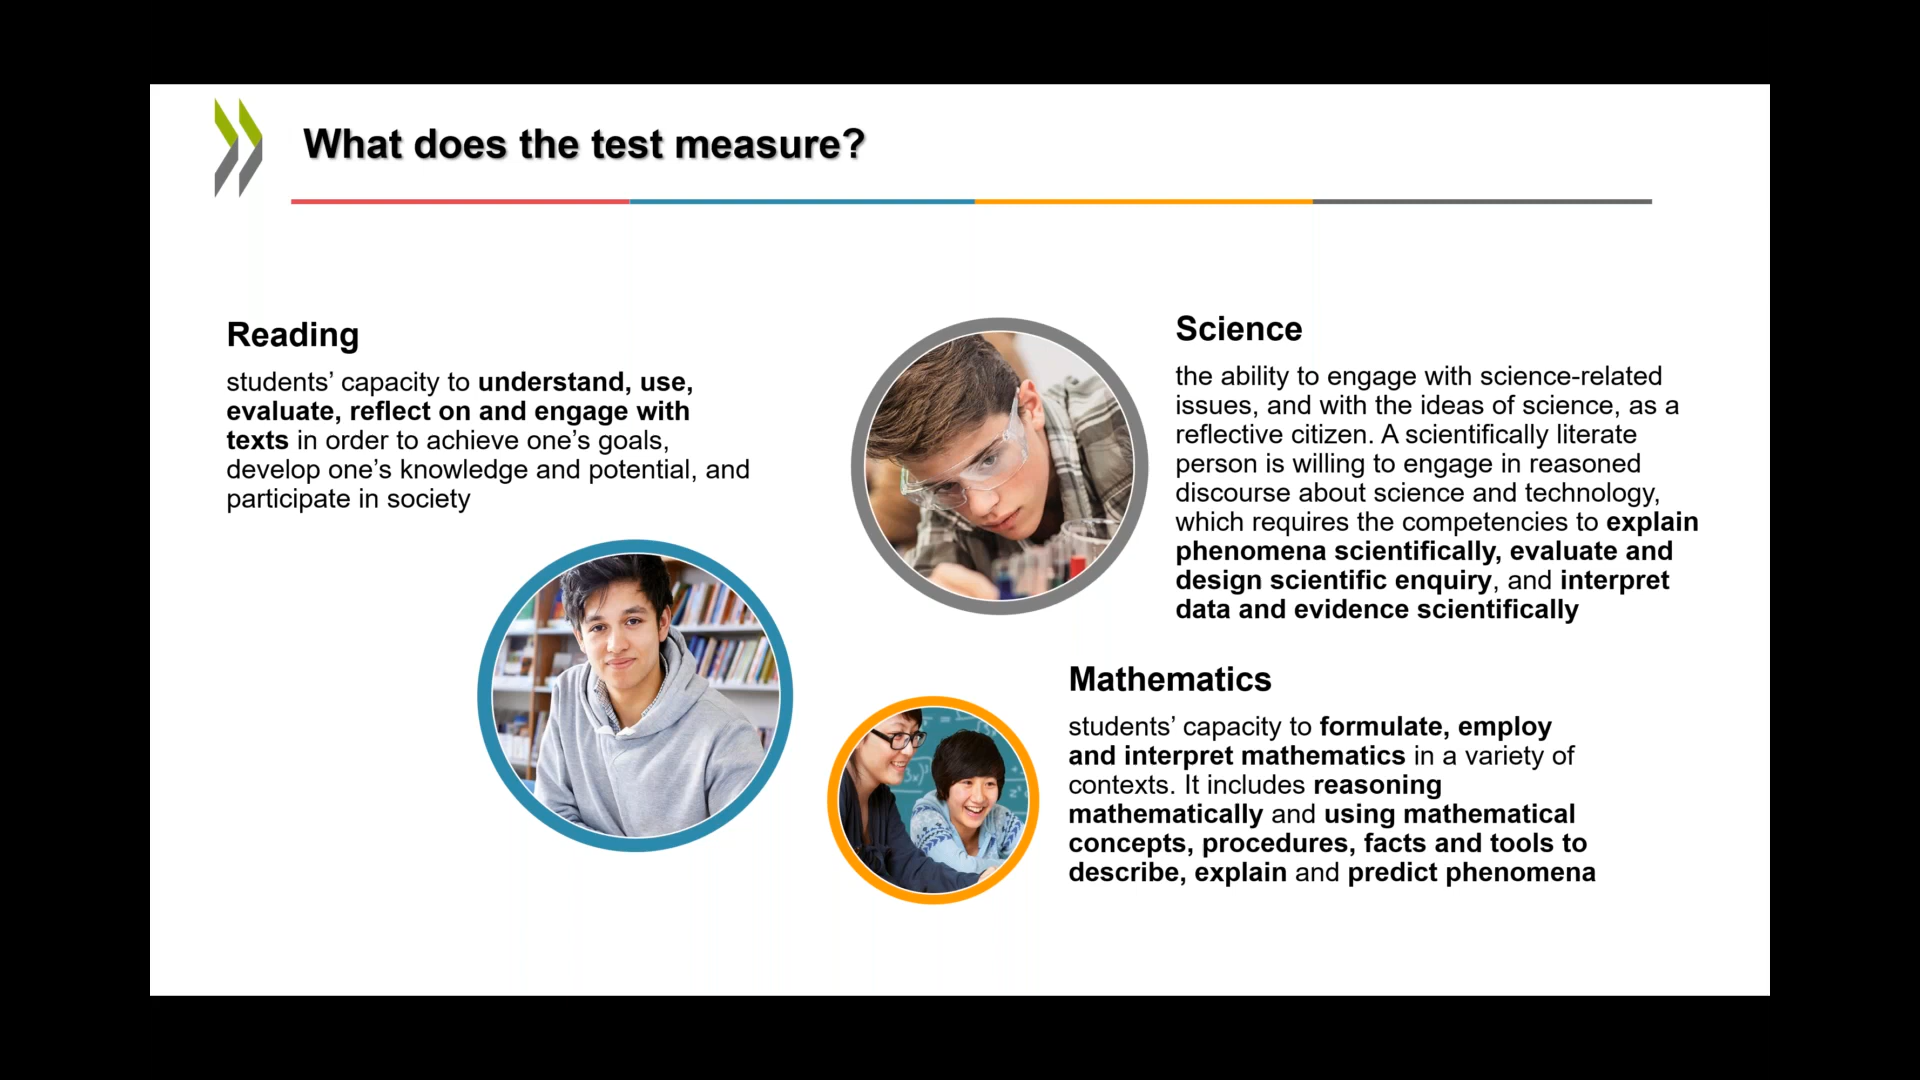 What does the test measure?
Reading
students’ capacity to understand, use,
evaluate, reflect on and engage with
texts in order to achieve one’s goals,
develop one’s knowledge and potential, and
participate in society
Science
the ability to engage with science-related
issues, and with the ideas of science, as a
reflective citizen. A scientifically literate
person is willing to engage in reasoned
discourse about science and technology,
which requires the competencies to explain
phenomena scientifically, evaluate and
design scientific enquiry, and interpret
data and evidence scientifically
Mathematics
students’ capacity to formulate, employ
and interpret mathematics in a variety of
contexts. It includes reasoning
mathematically and using mathematical
concepts, procedures, facts and tools to
describe, explain and predict phenomena